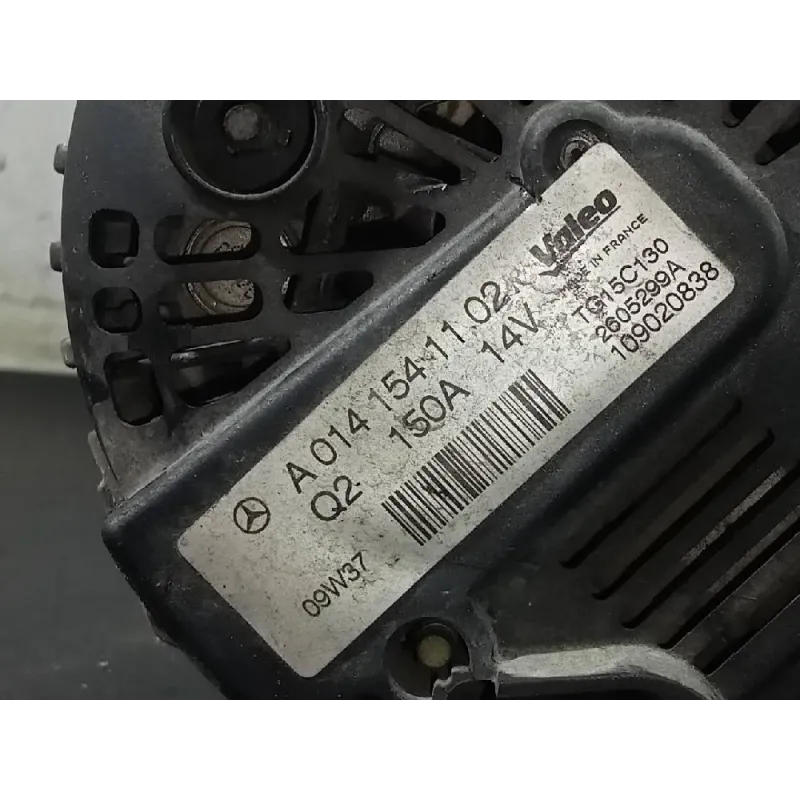 Valeo
MADE IN FRANCE
A 014 154 11 02
TG15C130
Q2 150A 14V
2605299A
109020838
09W37